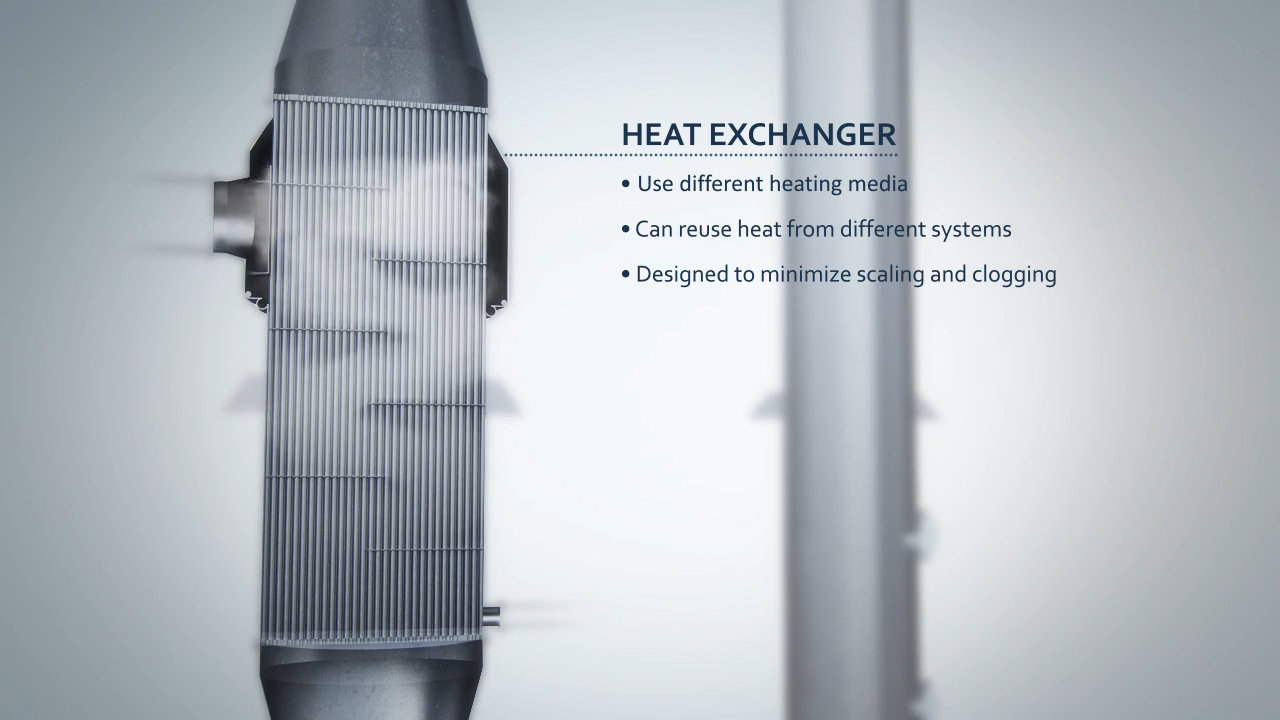 HEAT EXCHANGER
• Use different heating media
• Can reuse heat from different systems
• Designed to minimize scaling and clogging